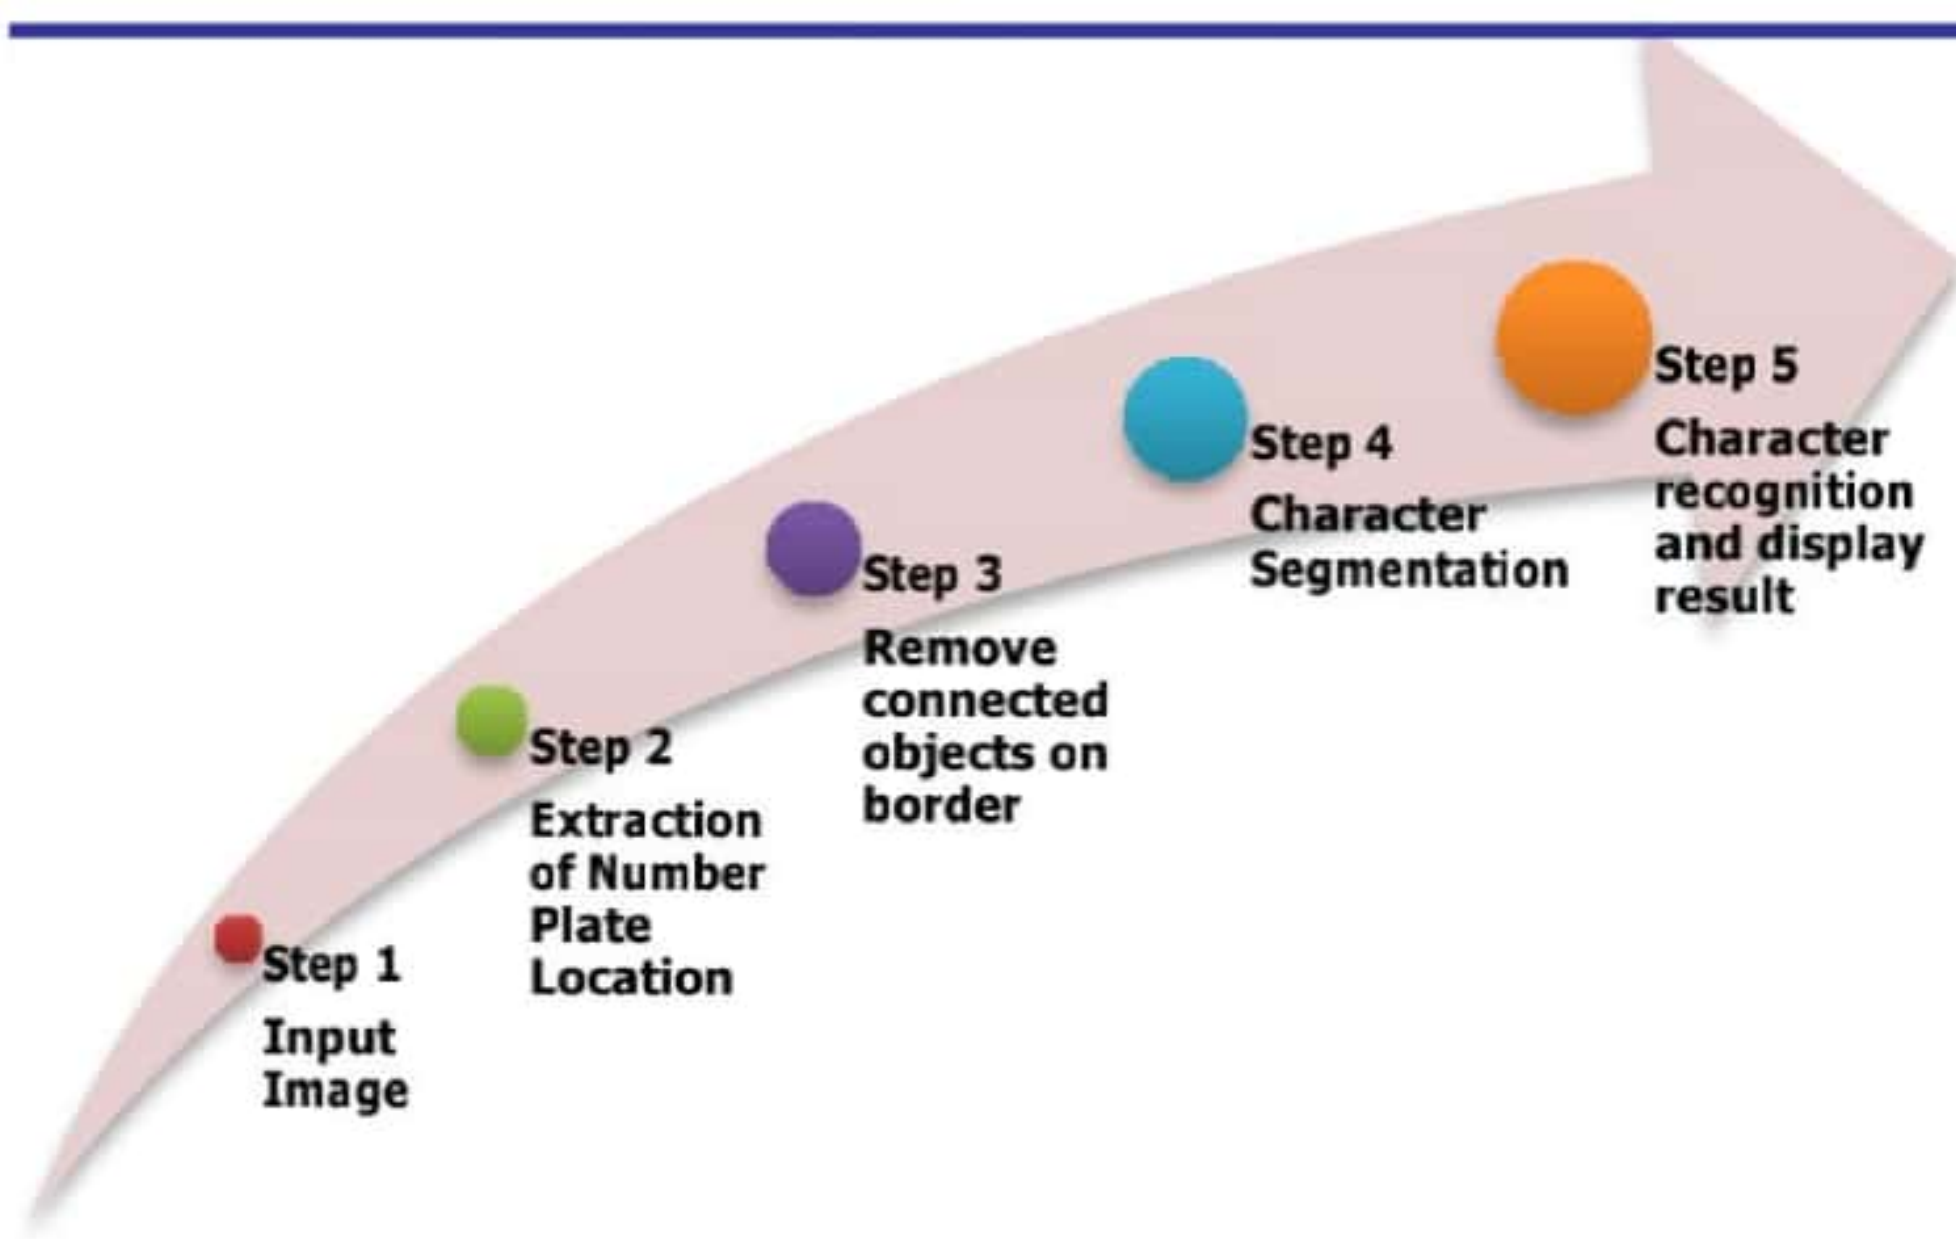 Step 1
Input
Image
Step 2
Extraction
of Number
Plate
Location
Step 3
Remove
connected
objects on
border
Step 4
Character
Segmentation
Step 5
Character
recognition
and display
result